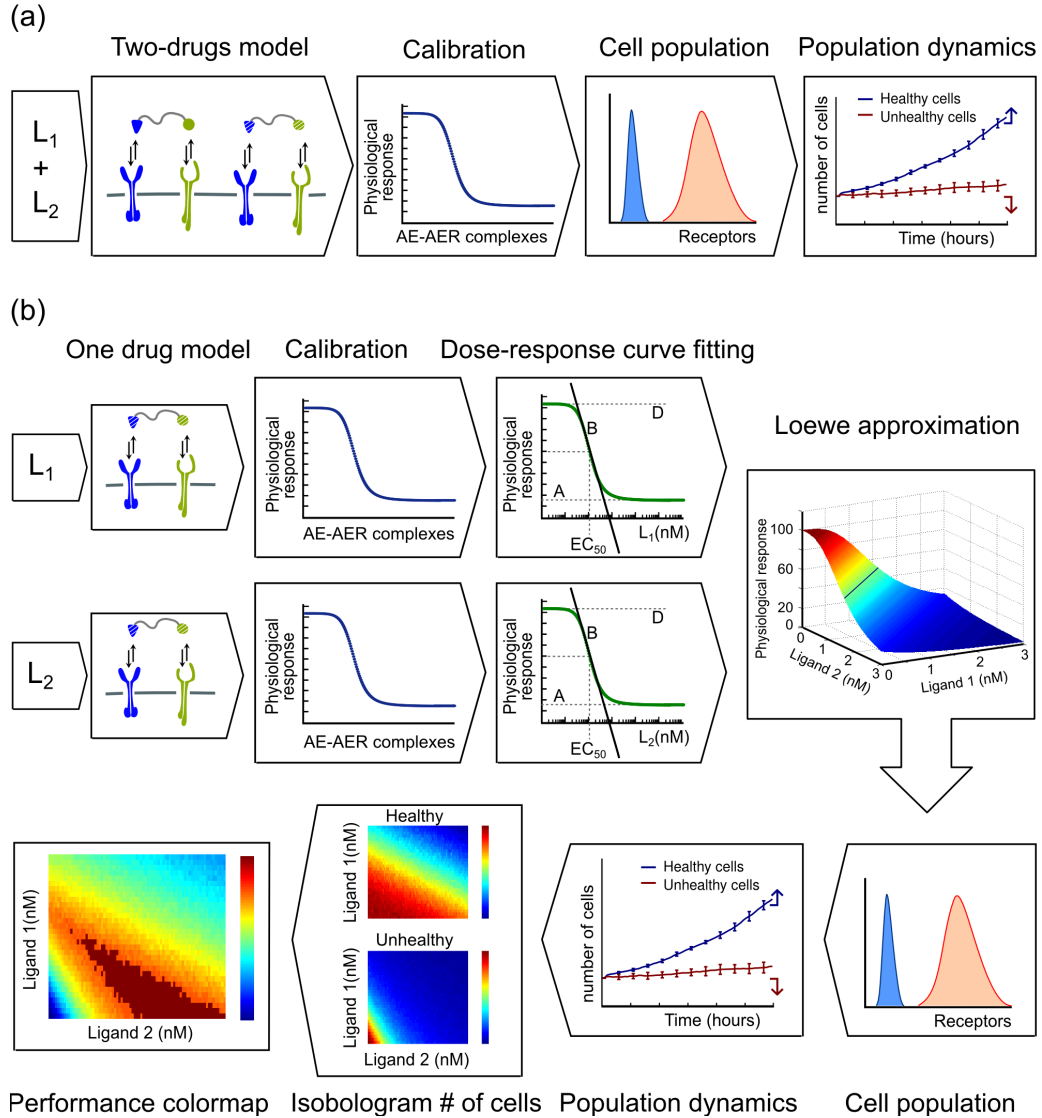 (a)
Two-drugs model
Calibration
Cell population
Population dynamics
L1
+
L2
Physiological
response
AE-AER complexes
Receptors
number of cells
Healthy cells
Unhealthy cells
Time (hours)
(b)
One drug model
Calibration
Dose-response curve fitting
Loewe approximation
L1
Physiological
response
AE-AER complexes
Physiological
response
D
B
A
L1(nM)
EC50
L2
Physiological
response
AE-AER complexes
Physiological
response
D
B
A
L2(nM)
EC50
Physiological response
100
60
20
0
0
1
2
3
Ligand 2 (nM)
0
1
2
3
Ligand 1 (nM)
Ligand 1(nM)
Ligand 2 (nM)
Healthy
Ligand 1(nM)
Unhealthy
Ligand 1(nM)
Ligand 2 (nM)
number of cells
Healthy cells
Unhealthy cells
Time (hours)
Receptors
Performance colormap
Isobologram # of cells
Population dynamics
Cell population